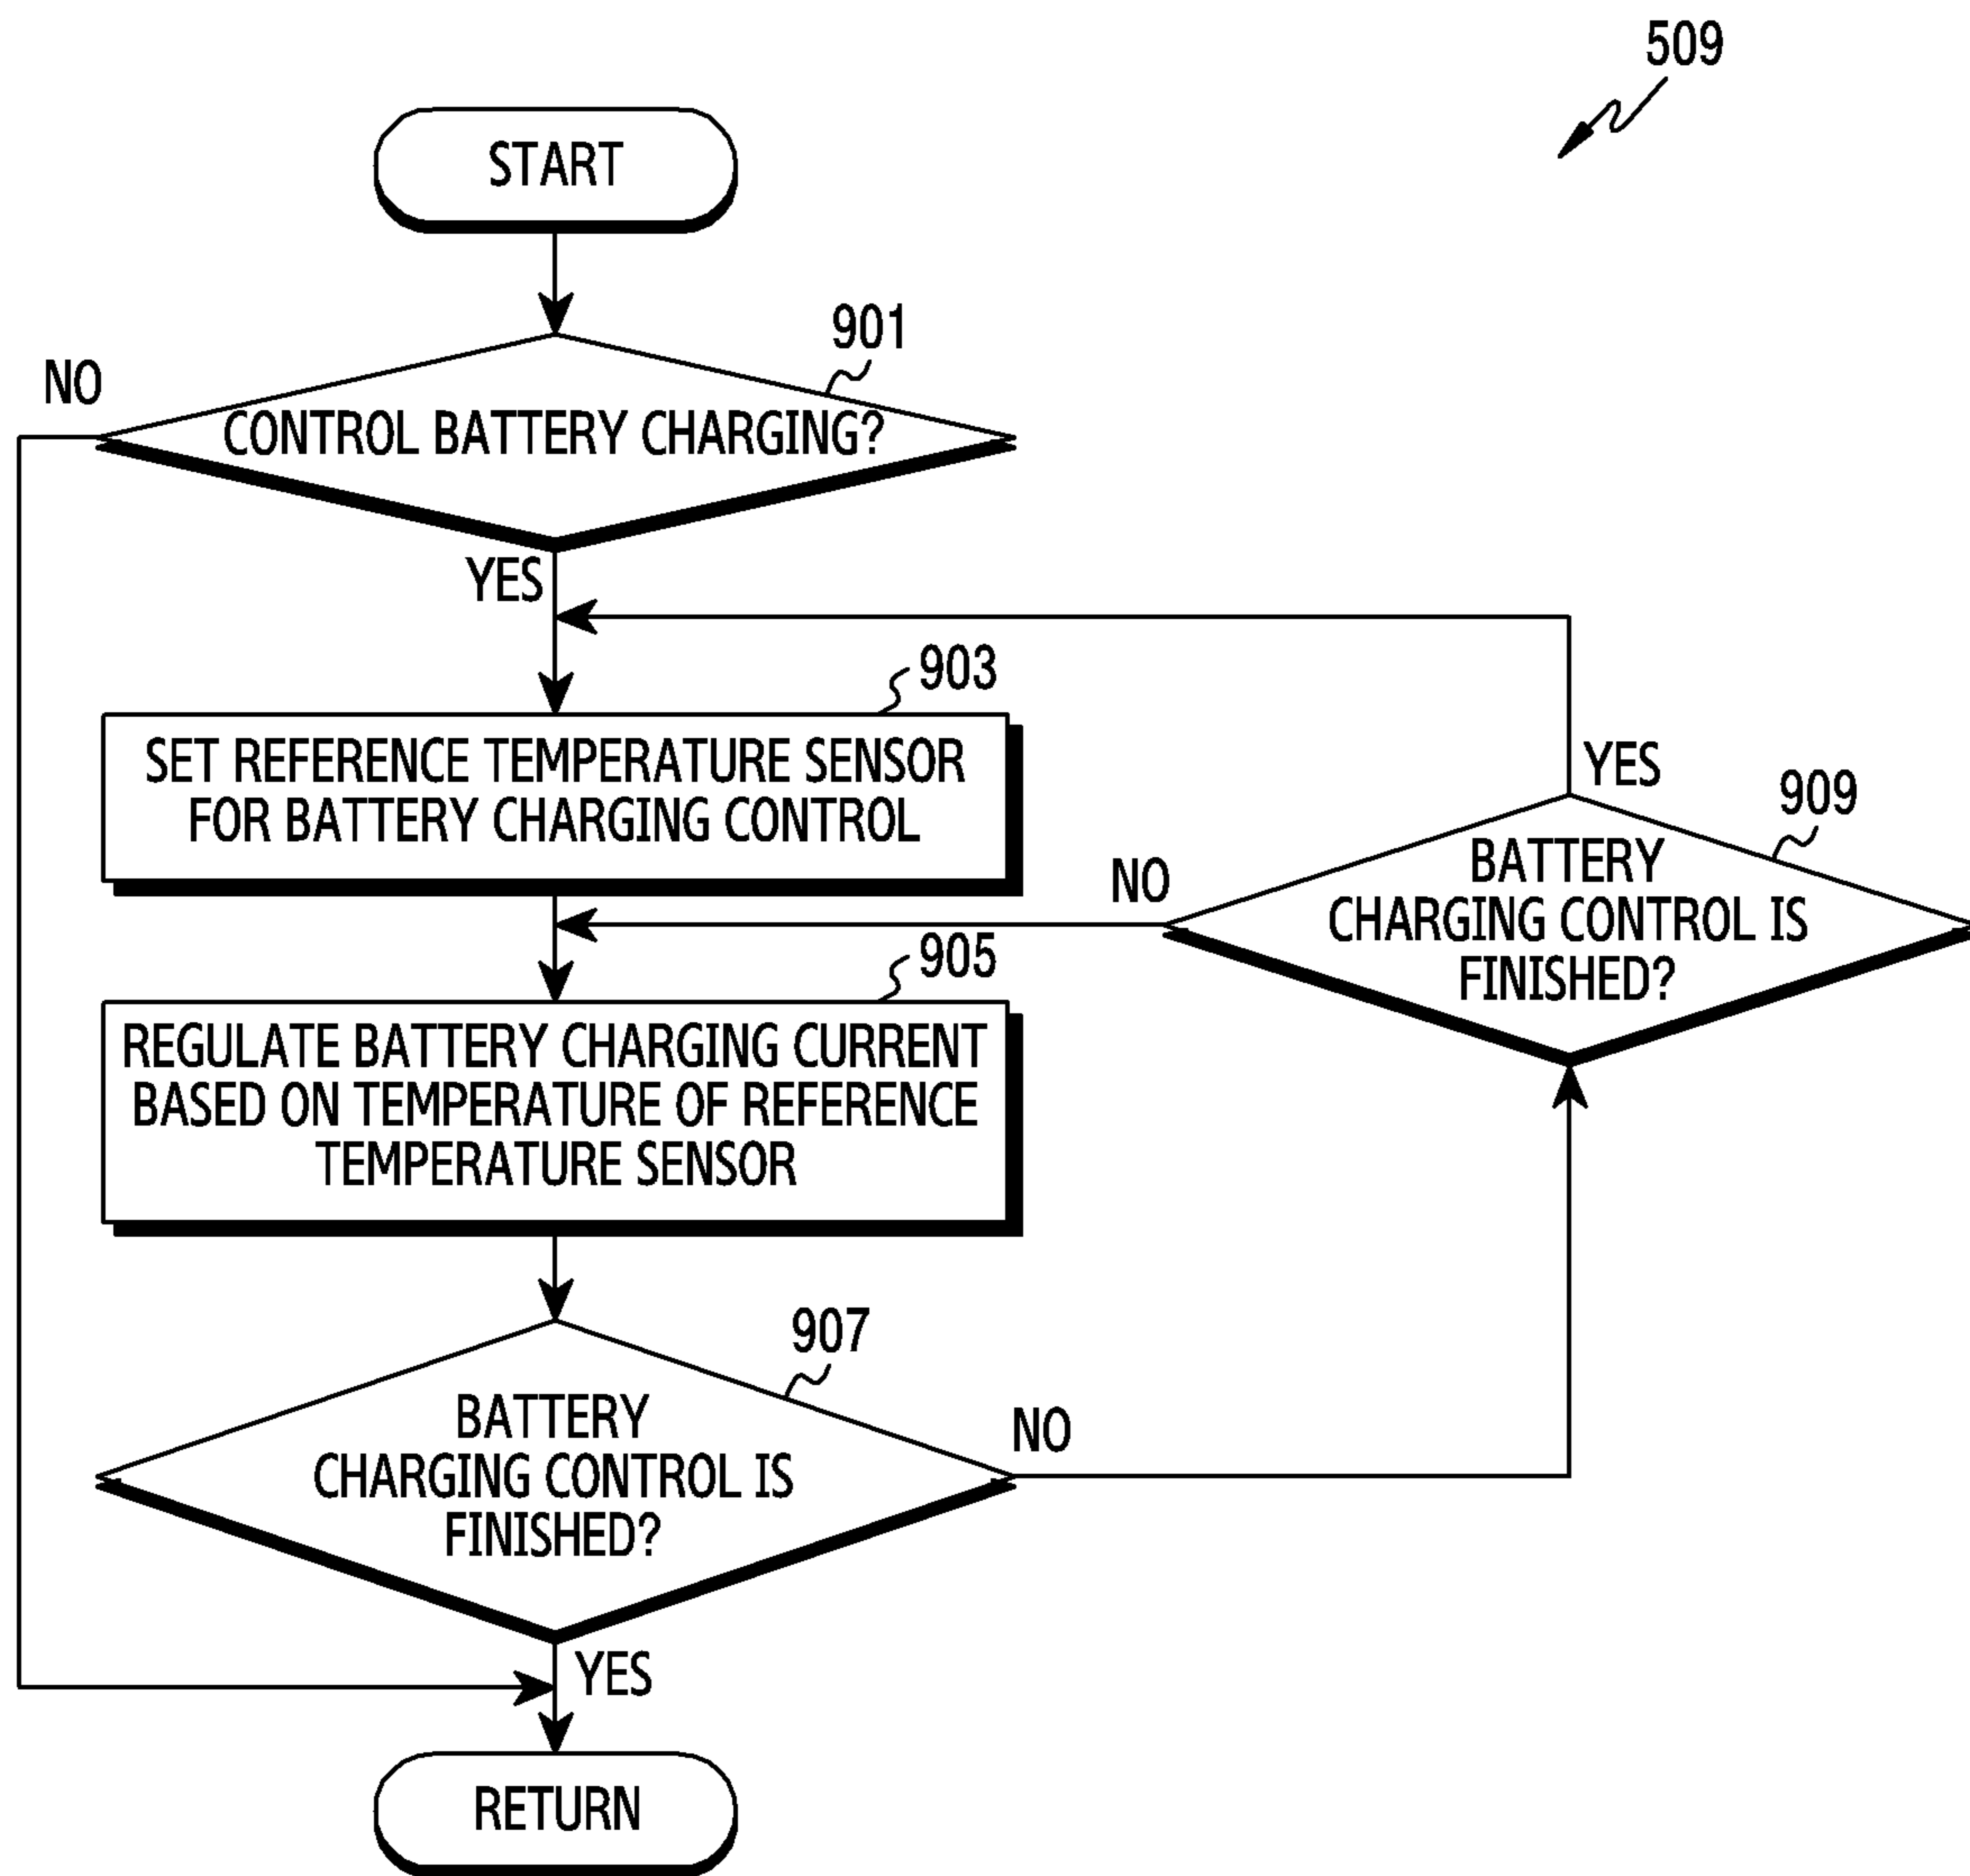 509
START
901
NO
CONTROL BATTERY CHARGING?
YES
903
SET REFERENCE TEMPERATURE SENSOR
FOR BATTERY CHARGING CONTROL
YES
909
NO
BATTERY
CHARGING CONTROL IS
FINISHED?
905
REGULATE BATTERY CHARGING CURRENT
BASED ON TEMPERATURE OF REFERENCE
TEMPERATURE SENSOR
907
BATTERY
CHARGING CONTROL IS
FINISHED?
NO
YES
RETURN